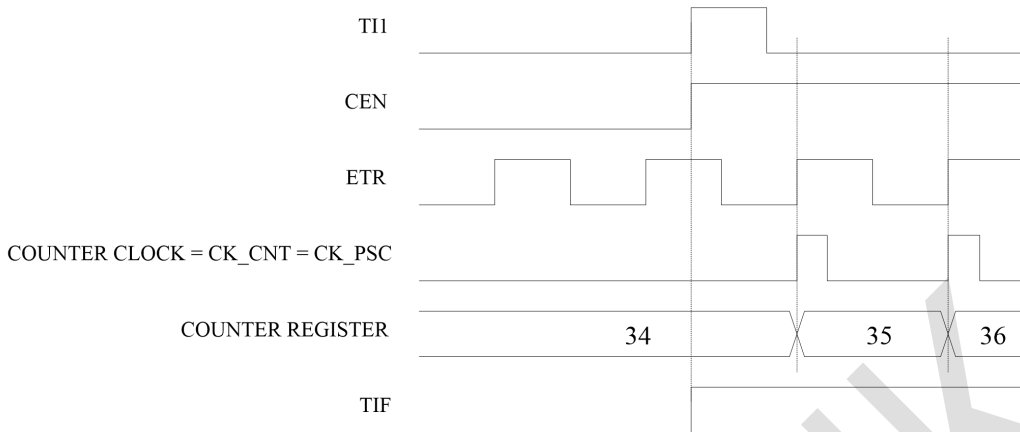 TI1
CEN
ETR
COUNTER CLOCK = CK_CNT = CK_PSC
COUNTER REGISTER
34
35
36
TIF